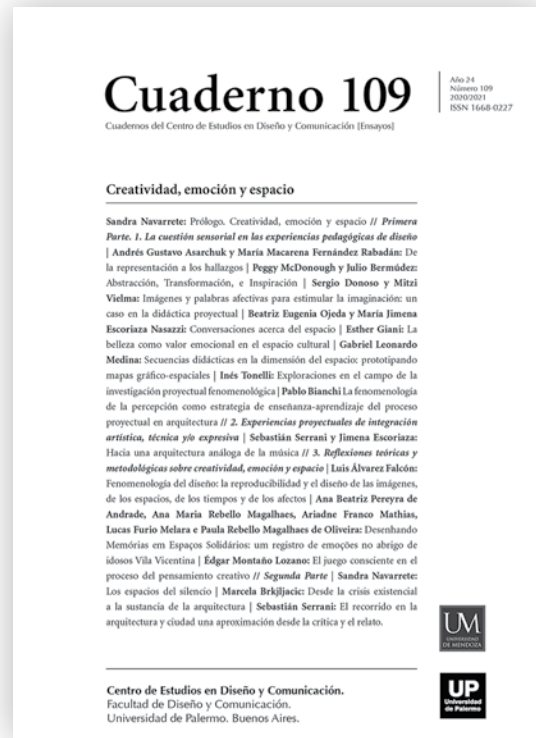 Cuaderno 109
Cuadernos del Centro de Estudios en Diseño y Comunicación [Ensayos]
Año 24
Número 109
2020/2021
ISSN 1668-0227
Creatividad, emoción y espacio
Sandra Navarrete: Prólogo. Creatividad, emoción y espacio // Primera
Parte. 1. La cuestión sensorial en las experiencias pedagógicas de diseño
| Andrés Gustavo Asarchuk y María Macarena Fernández Rabadán: De
la representación a los hallazgos | Peggy McDonough y Julio Bermúdez:
Abstracción, Transformación, e Inspiración | Sergio Donoso y Mitzi
Vielma: Imágenes y palabras afectivas para estimular la imaginación: un
caso en la didáctica proyectual | Beatriz Eugenia Ojeda y María Jimena
Escoriaza Nasazzi: Conversaciones acerca del espacio | Esther Giani: La
belleza como valor emocional en el espacio cultural | Gabriel Leonardo
Medina: Secuencias didácticas en la dimensión del espacio: prototipando
mapas gráfico-espaciales | Inés Tonelli: Exploraciones en el campo de la
investigación proyectual fenomenológica | Pablo Bianchi La fenomenología
de la percepción como estrategia de enseñanza-aprendizaje del proceso
proyectual en arquitectura // 2. Experiencias proyectuales de integración
artística, técnica y/o expresiva | Sebastián Serrani y Jimena Escoriaza:
Hacia una arquitectura análoga de la música // 3. Reflexiones teóricas y
metodológicas sobre creatividad, emoción y espacio | Luis Álvarez Falcón:
Fenomenología del diseño: la reproducibilidad y el diseño de las imágenes,
de los espacios, de los tiempos y de los afectos | Ana Beatriz Pereyra de
Andrade, Ana Maria Rebello Magalhaes, Ariadne Franco Mathias,
Lucas Furio Melara e Paula Rebello Magalhaes de Oliveira: Desenhando
Memórias em Espaços Solidários: um registro de emoções no abrigo de
idosos Vila Vicentina | Édgar Montaño Lozano: El juego consciente en el
proceso del pensamiento creativo // Segunda Parte | Sandra Navarrete:
Los espacios del silencio | Marcela Brkljlacic: Desde la crisis existencial
a la sustancia de la arquitectura | Sebastián Serrani: El recorrido en la
arquitectura y ciudad una aproximación desde la crítica y el relato.
UM
UNIVERSIDAD
DE MENDOZA
Centro de Estudios en Diseño y Comunicación.
Facultad de Diseño y Comunicación.
Universidad de Palermo. Buenos Aires.
UP
Universidad
de Palermo